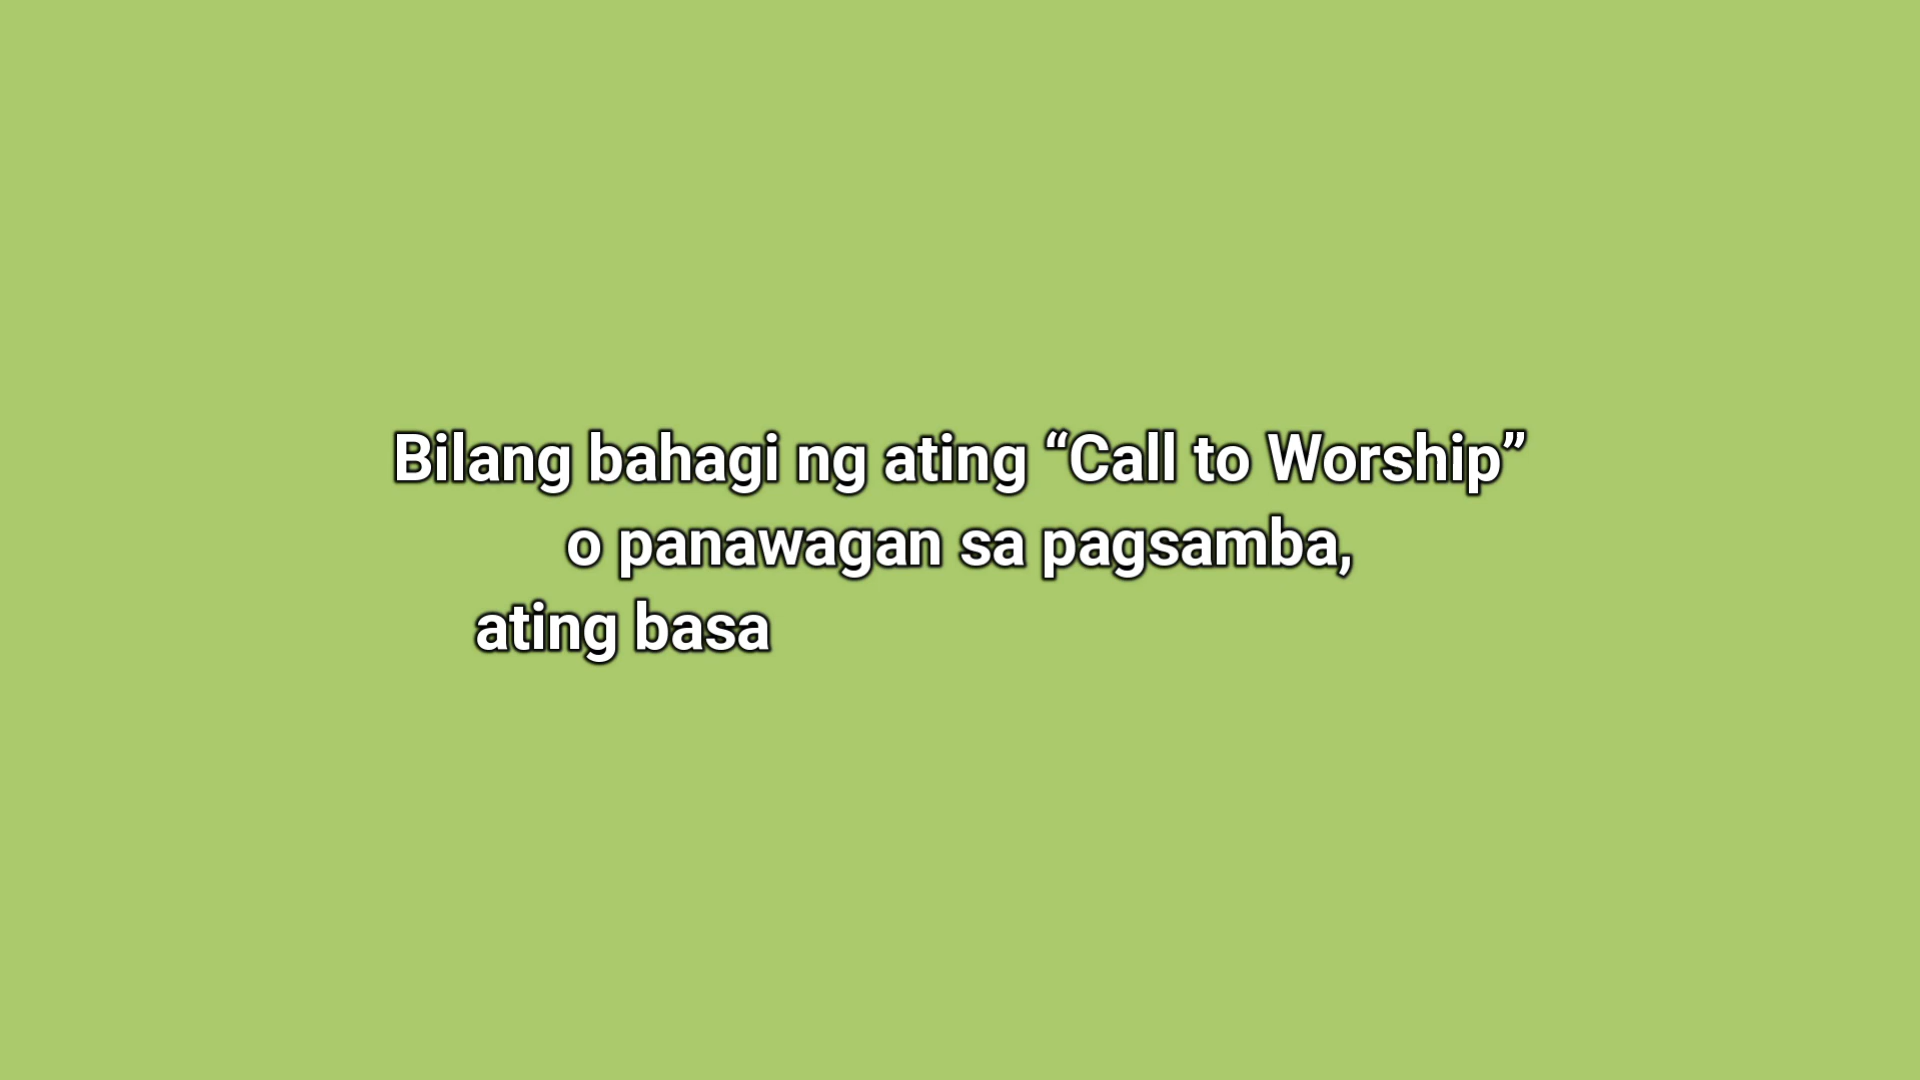 Bilang bahagi ng ating “Call to Worship”
o panawagan sa pagsamba,
ating basa